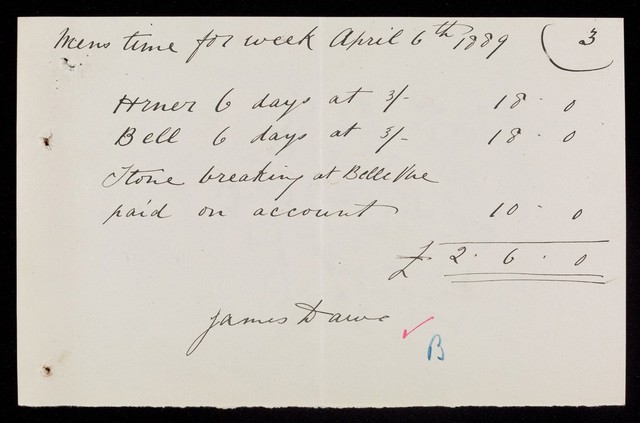 Mens time for week April 6th 1889
3
Hrner 6 days at 3/- 18 . 0
Bell 6 days at 3/- 18 . 0
Stone breaking at Belle Vue
paid on account 10 . 0
£ 2 . 6 . 0
James Dawe
B